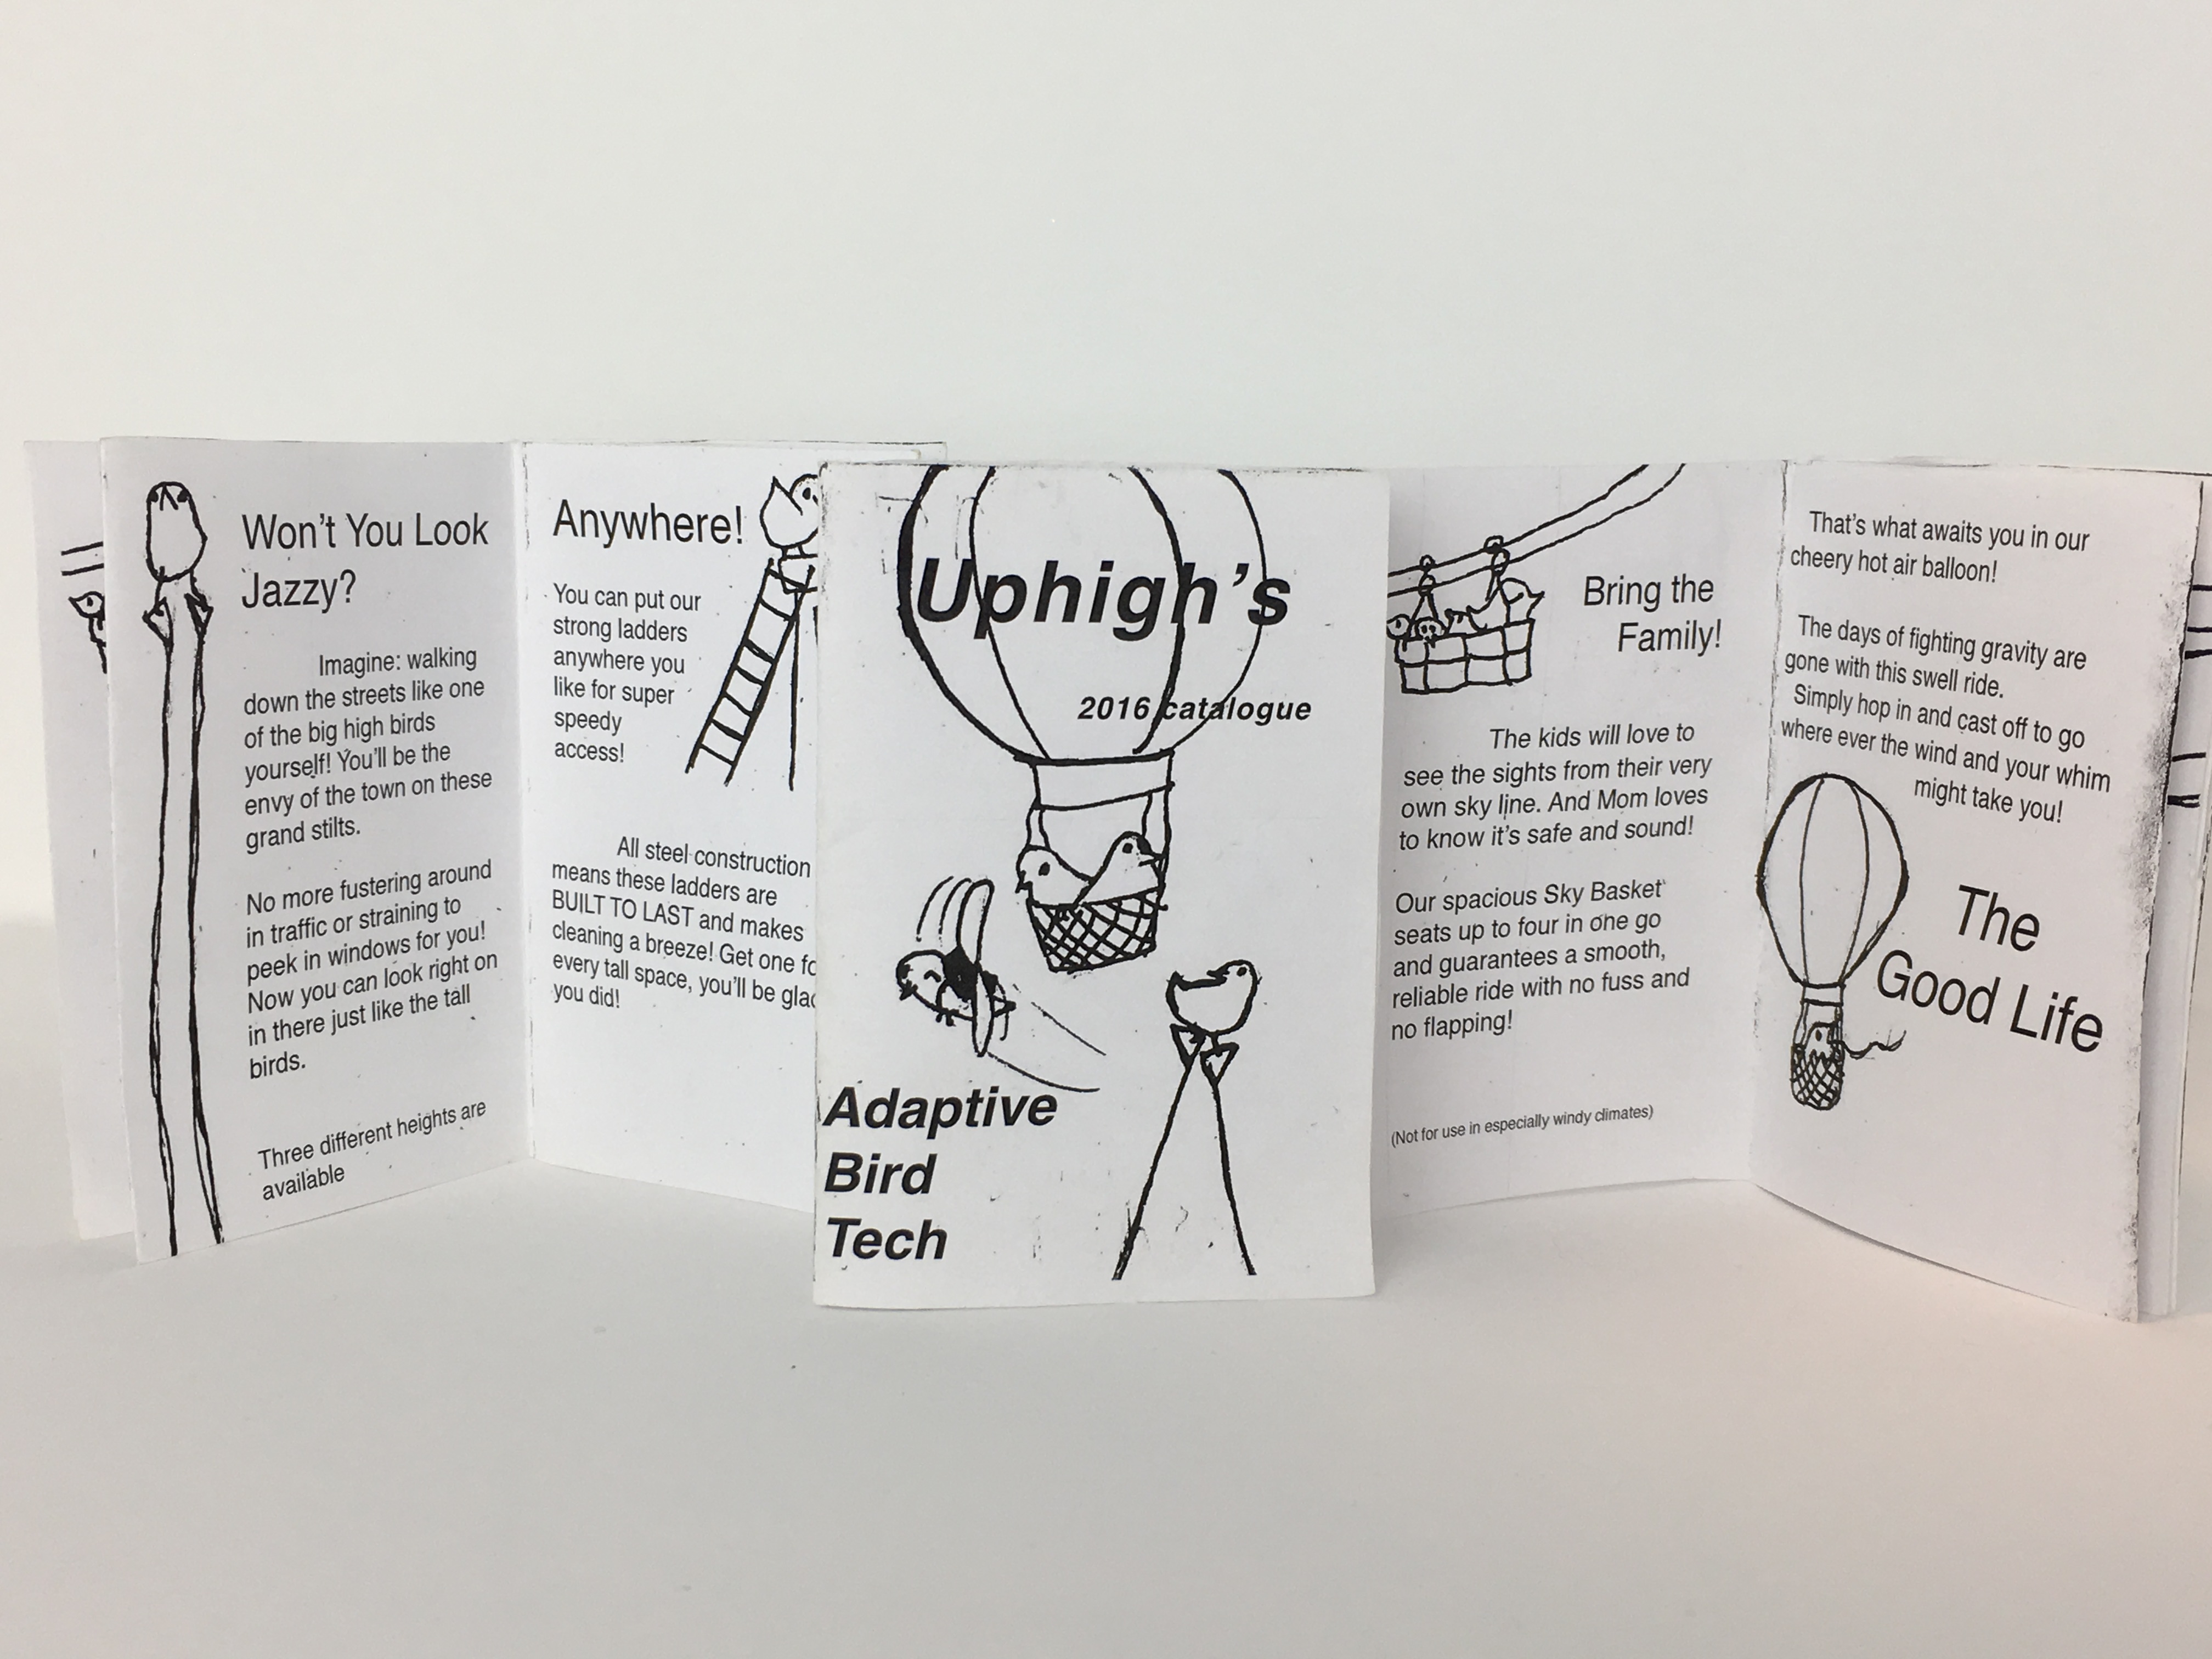 Won't You Look
Jazzy?
Imagine: walking
down the streets like one
of the big high birds
yourself! You'll be the
envy of the town on these
grand stilts.
No more fustering around
in traffic or straining to
peek in windows for you!
Now you can look right on
in there just like the tall
birds.
Three different heights are
available
Anywhere!
You can put our
strong ladders
anywhere you
like for super
speedy
access!
All steel construction
means these ladders are
BUILT TO LAST and makes
cleaning a breeze! Get one
every tall space, you'll be
you did!
Uphigh's
2016 catalogue
Adaptive
Bird
Tech
Bring the
Family!
The kids will love to
see the sights from their very
own sky line. And Mom loves
to know it's safe and sound!
Our spacious Sky Basket
seats up to four in one go
and guarantees a smooth,
reliable ride with no fuss and
no flapping!
(Not for use in especially windy climates)
That's what awaits you in our
cheery hot air balloon!
The days of fighting gravity are
gone with this swell ride.
Simply hop in and cast off to go
where ever the wind and your whim
might take you!
The
Good Life